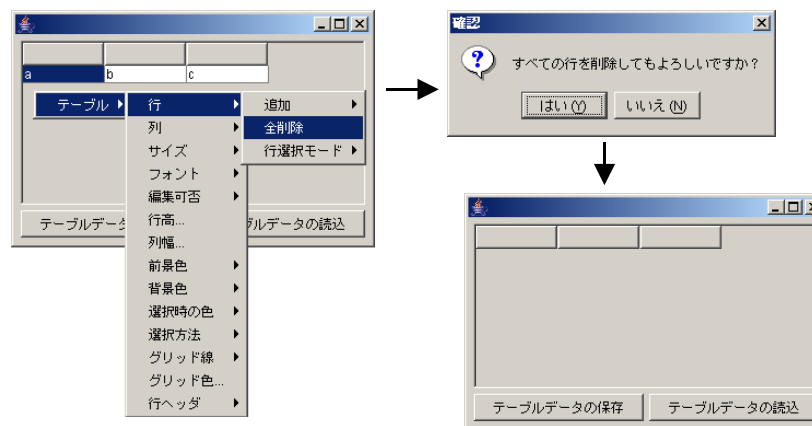 a b c
テーブル
行
列
サイズ
フォント
編集可否
行高...
列幅...
前景色
背景色
選択時の色
選択方法
グリッド線
グリッド色...
行ヘッダ
追加
全削除
行選択モード
テーブルデータ
ブルデータの読込
確認
すべての行を削除してもよろしいですか？
はい(Y) いいえ(N)
テーブルデータの保存 テーブルデータの読込